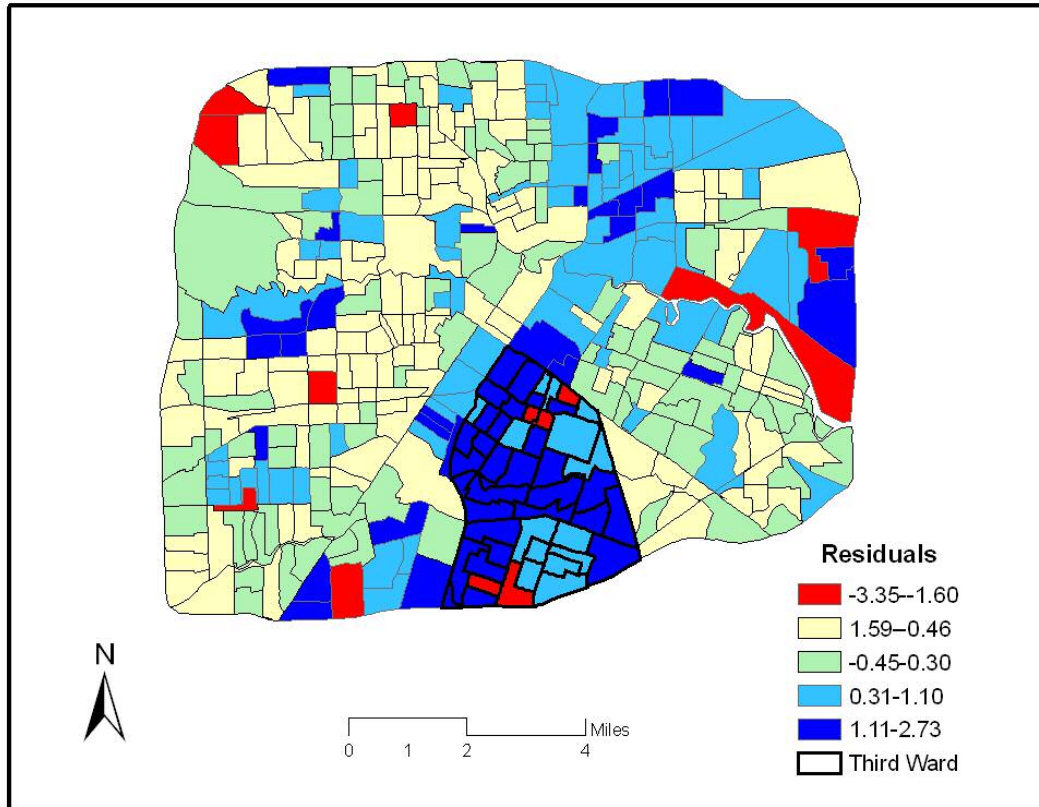 Residuals
-3.35--1.60
1.59–0.46
-0.45-0.30
0.31-1.10
1.11-2.73
Third Ward
N
Miles
0 1 2 4